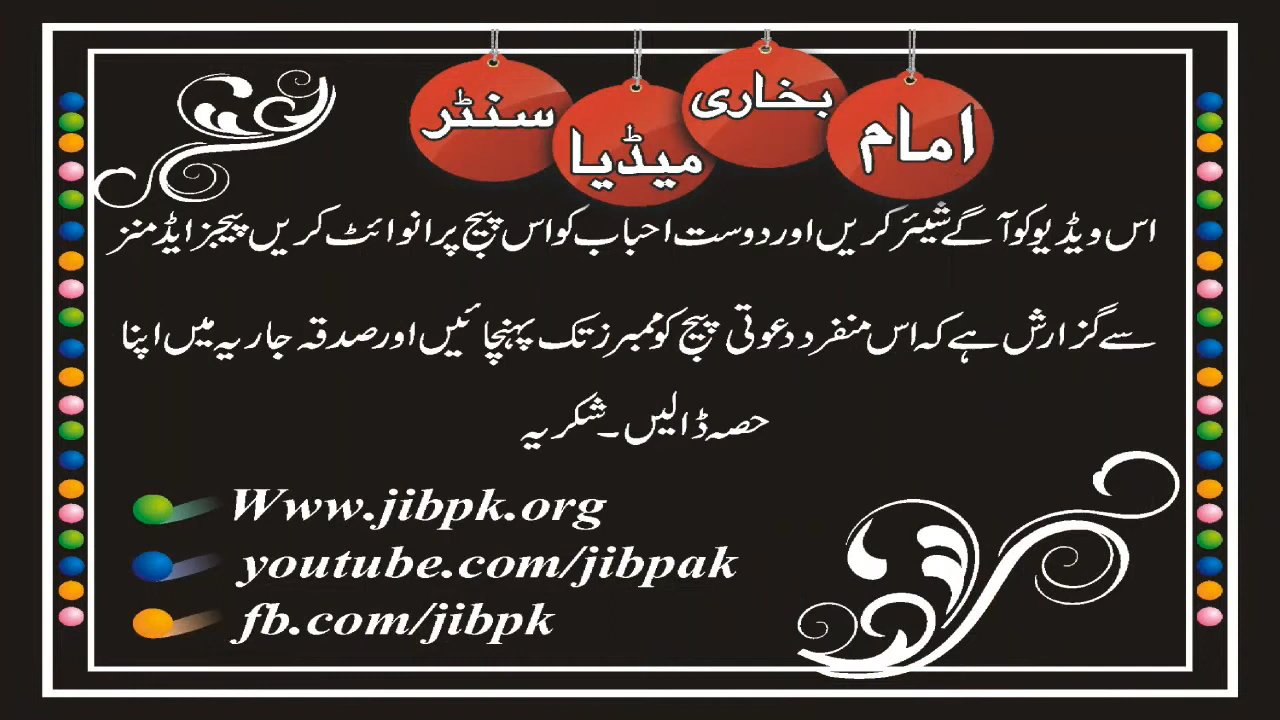 امام بخاری میڈیا سنٹر
اس ویڈیو کو آگے شیئر کریں اور دوست احباب کو اس پیج پر انوائٹ کریں پیجز ایڈمنز
سے گزارش ہے کہ اس منفرد دعوتی پیج کو ممبرز تک پہنچائیں اور صدقہ جاریہ میں اپنا
حصہ ڈالیں۔ شکریہ
Www.jibpk.org
youtube.com/jibpak
fb.com/jibpk